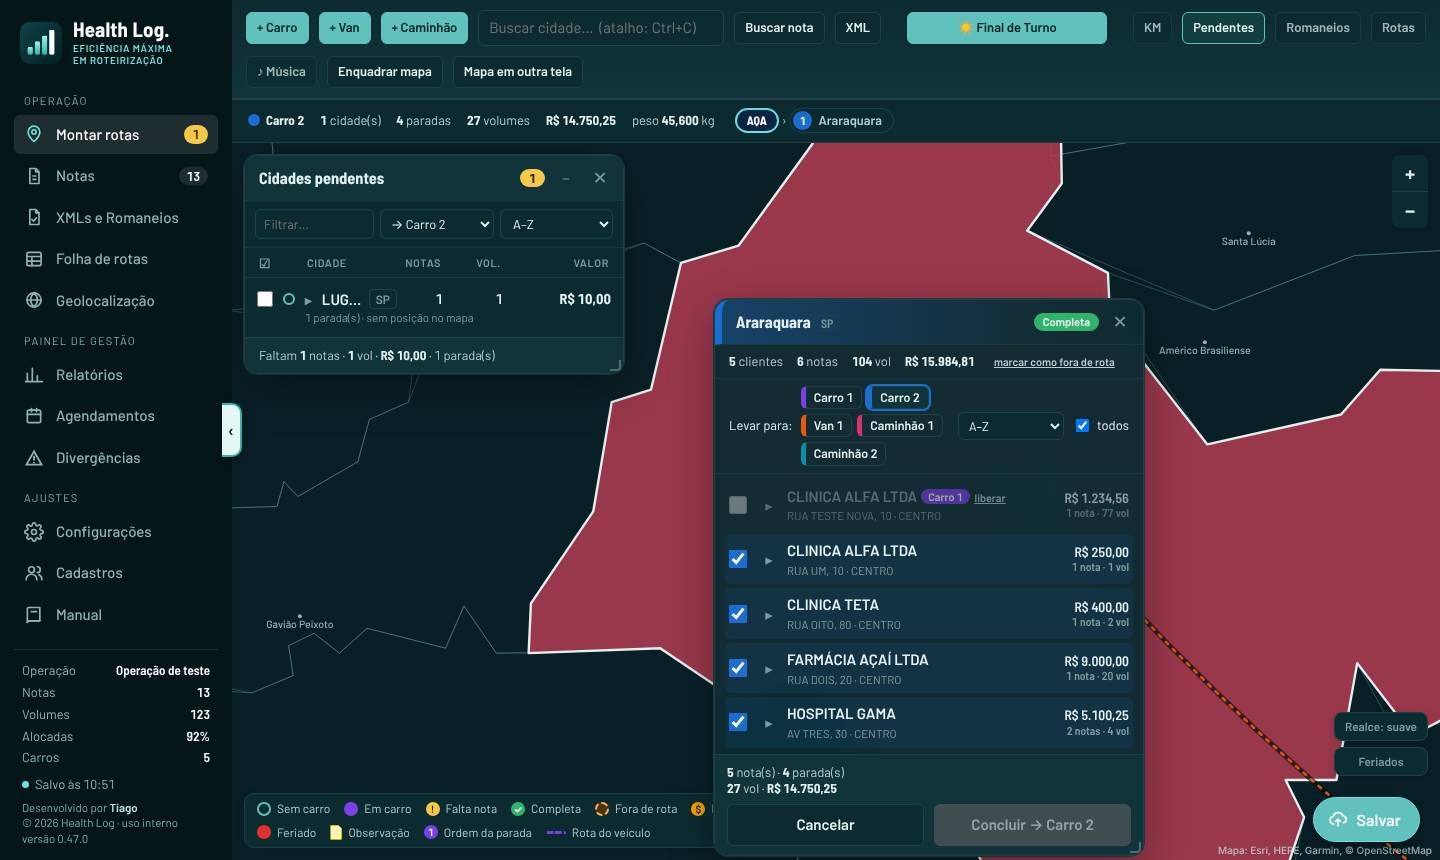 Health Log.
EFICIÊNCIA MÁXIMA
EM ROTEIRIZAÇÃO
OPERAÇÃO
Montar rotas 1
Notas 13
XMLs e Romaneios
Folha de rotas
Geolocalização
PAINEL DE GESTÃO
Relatórios
Agendamentos
Divergências
AJUSTES
Configurações
Cadastros
Manual
Operação Operação de teste
Notas 13
Volumes 123
Alocadas 92%
Carros 5
Salvo às 10:51
Desenvolvido por Tiago
© 2026 Health Log · uso interno
versão 0.47.0
+ Carro + Van + Caminhão Buscar cidade... (atalho: Ctrl+C) Buscar nota XML Final de Turno KM Pendentes Romaneios Rotas
♪ Música Enquadrar mapa Mapa em outra tela
Carro 2 1 cidade(s) 4 paradas 27 volumes R$ 14.750,25 peso 45,600 kg AQA › 1 Araraquara
Cidades pendentes 1 – ✕
Filtrar... → Carro 2 A–Z
☑ CIDADE NOTAS VOL. VALOR
▸ LUG... SP 1 1 R$ 10,00
1 parada(s) · sem posição no mapa
Faltam 1 notas · 1 vol · R$ 10,00 · 1 parada(s)
+
−
Santa Lúcia
Américo Brasiliense
Gavião Peixoto
‹
Araraquara SP Completa ✕
5 clientes 6 notas 104 vol R$ 15.984,81 marcar como fora de rota
Levar para: Carro 1 Carro 2 Van 1 Caminhão 1 Caminhão 2 A–Z todos
▸ CLINICA ALFA LTDA Carro 1 liberar R$ 1.234,56
RUA TESTE NOVA, 10 · CENTRO 1 nota · 77 vol
▸ CLINICA ALFA LTDA R$ 250,00
RUA UM, 10 · CENTRO 1 nota · 1 vol
▸ CLINICA TETA R$ 400,00
RUA OITO, 80 · CENTRO 1 nota · 2 vol
▸ FARMÁCIA AÇAÍ LTDA R$ 9.000,00
RUA DOIS, 20 · CENTRO 1 nota · 20 vol
▸ HOSPITAL GAMA R$ 5.100,25
AV TRES, 30 · CENTRO 2 notas · 4 vol
5 nota(s) · 4 parada(s)
27 vol · R$ 14.750,25
Cancelar Concluir → Carro 2
Sem carro Em carro ! Falta nota ✓ Completa Fora de rota $
Feriado Observação 1 Ordem da parada Rota do veículo
Realce: suave
Feriados
Salvar
Mapa: Esri, HERE, Garmin, © OpenStreetMap